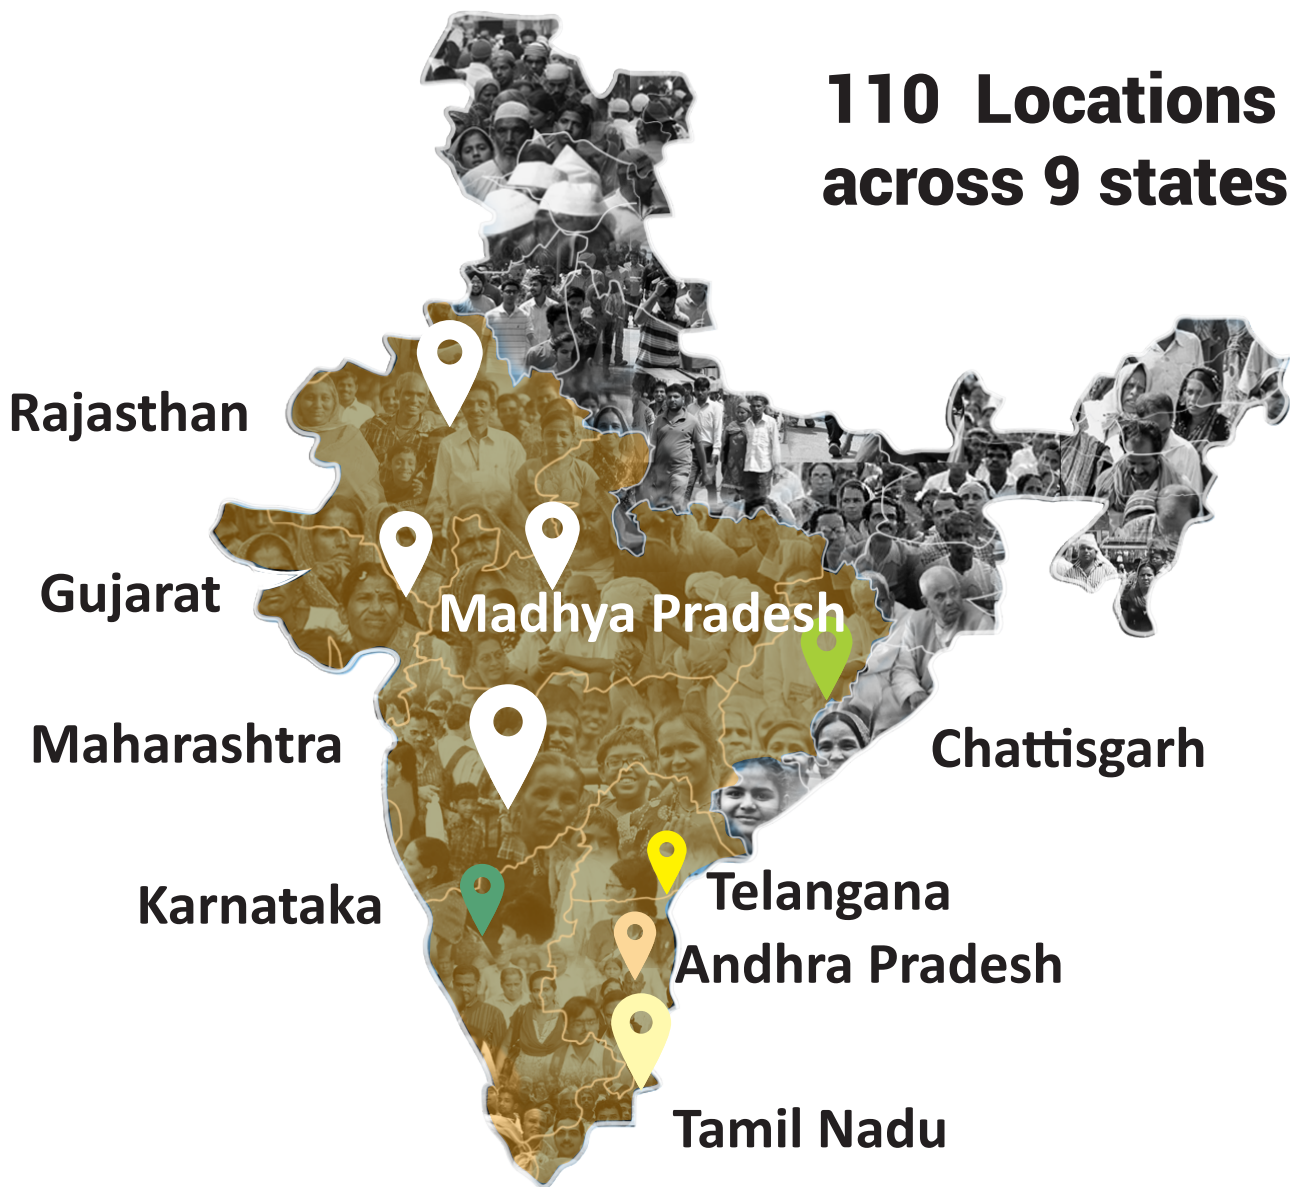 110 Locations
across 9 states
Rajasthan
Gujarat
Madhya Pradesh
Maharashtra
Chattisgarh
Karnataka
Telangana
Andhra Pradesh
Tamil Nadu